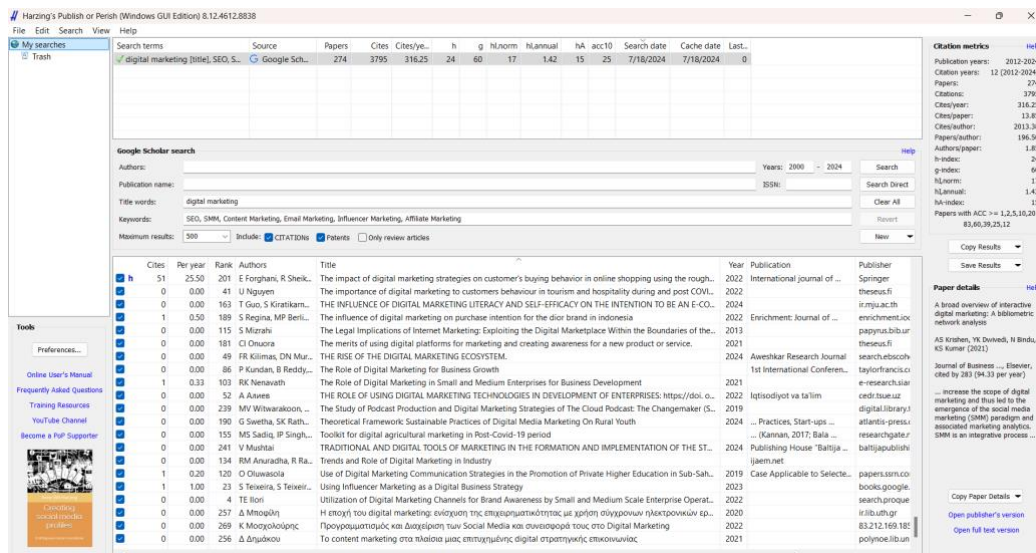 Harzing's Publish or Perish (Windows GUI Edition) 8.12.4612.8838
File Edit Search View Help
My searches
Trash
Search terms Source Papers Cites Cites/ye... h g hI,norm hI,annual hA acc10 Search date Cache date Last...
digital marketing [title], SEO, S... Google Sch... 274 3795 316.25 24 60 17 1.42 15 25 7/18/2024 7/18/2024 0
Google Scholar search Help
Authors: Years: 2000 - 2024 Search
Publication name: ISSN: Search Direct
Title words: digital marketing Clear All
Keywords: SEO, SMM, Content Marketing, Email Marketing, Influencer Marketing, Affiliate Marketing Revert
Maximum results: 500 Include: CITATIONs Patents Only review articles New
Cites Per year Rank Authors Title Year Publication Publisher
h 51 25.50 201 E Forghani, R Sheik... The impact of digital marketing strategies on customer's buying behavior in online shopping using the rough... 2022 International journal of ... Springer
0 0.00 41 U Nguyen The importance of digital marketing to customers behaviour in tourism and hospitality during and post COVI... 2022 theseus.fi
0 0.00 163 T Guo, S Kiratikarn... THE INFLUENCE OF DIGITAL MARKETING LITERACY AND SELF-EFFICACY ON THE INTENTION TO BE AN E-CO... 2024 ir.mju.ac.th
1 0.50 189 S Regina, MP Berli... The influence of digital marketing on purchase intention for the dior brand in indonesia 2022 Enrichment: Journal of ... enrichment.ioc
0 0.00 115 S Mizrahi The Legal Implications of Internet Marketing: Exploiting the Digital Marketplace Within the Boundaries of the... 2013 papyrus.bib.ur
0 0.00 181 CI Onuora The merits of using digital platforms for marketing and creating awareness for a new product or service. 2021 theseus.fi
0 0.00 49 FR Kilimas, DN Mur... THE RISE OF THE DIGITAL MARKETING ECOSYSTEM. 2024 Aweshkar Research Journal search.ebscoh
0 0.00 86 P Kundan, B Reddy,... The Role of Digital Marketing for Business Growth 1st International Conferen... taylorfrancis.c
1 0.33 103 RK Nenavath The Role of Digital Marketing in Small and Medium Enterprises for Business Development 2021 e-research.siar
0 0.00 52 А Алиев THE ROLE OF USING DIGITAL MARKETING TECHNOLOGIES IN DEVELOPMENT OF ENTERPRISES: https://doi. o... 2022 Iqtisodiyot va ta'lim cedr.tsue.uz
0 0.00 239 MV Witwarakoon, ... The Study of Podcast Production and Digital Marketing Strategies of The Cloud Podcast: The Changemaker (S... 2019 digital.library.t
0 0.00 190 G Swetha, SK Rath... Theoretical Framework: Sustainable Practices of Digital Media Marketing On Rural Youth 2024 ... Practices, Start-ups ... atlantis-press.c
0 0.00 155 MS Sadiq, IP Singh,... Toolkit for digital agricultural marketing in Post-Covid-19 period ... (Kannan, 2017; Bala ... researchgate.r
0 0.00 241 V Mushtai TRADITIONAL AND DIGITAL TOOLS OF MARKETING IN THE FORMATION AND IMPLEMENTATION OF THE ST... 2024 Publishing House "Baltija ... baltijapublishi
1 0.00 134 RM Anuradha, R Ra... Trends and Role of Digital Marketing in Industry ijaem.net
1 0.20 120 O Oluwasola Use of Digital Marketing Communication Strategies in the Promotion of Private Higher Education in Sub-Sah... 2019 Case Applicable to Selecte... papers.ssrn.cor
1 1.00 23 S Teixeira, S Teixeir... Using Influencer Marketing as a Digital Business Strategy 2023 books.google.
0 0.00 4 TE Ilori Utilization of Digital Marketing Channels for Brand Awareness by Small and Medium Scale Enterprise Operat... 2022 search.proque
0 0.00 257 Δ Μποφίλη Η εποχή του digital marketing: ενίσχυση της επιχειρηματικότητας με χρήση σύγχρονων ηλεκτρονικών ερ... 2020 ir.lib.uth.gr
0 0.00 269 Κ Μοσχολούρης Προγραμματισμός και Διαχείριση των Social Media και συνεισφορά τους στο Digital Marketing 2022 83.212.169.185
0 0.00 256 Δ Δημάκου Το content marketing στα πλαίσια μιας επιτυχημένης digital στρατηγικής επικοινωνίας 2021 polynoe.lib.un
Tools
Preferences...
Online User's Manual
Frequently Asked Questions
Training Resources
YouTube Channel
Become a PoP Supporter
Creating
social media
profiles
Citation metrics Hel
Publication years: 2012-202
Citation years: 12 (2012-2024
Papers: 27
Citations: 379
Cites/year: 316.2
Cites/paper: 13.8
Cites/author: 2013.3
Papers/author: 196.5
Authors/paper: 1.8
h-index: 2
g-index: 6
hI,norm: 1
hI,annual: 1.4
hA-index: 1
Papers with ACC >= 1,2,5,10,20
83,60,39,25,12
Copy Results
Save Results
Paper details Hel
A broad overview of interactive
digital marketing: A bibliometric
network analysis
AS Krishen, YK Dwivedi, N Bindu,
KS Kumar (2021)
Journal of Business ..., Elsevier,
cited by 283 (94.33 per year)
... increase the scope of digital
marketing and thus led to the
emergence of the social media
marketing (SMM) paradigm and
associated marketing analytics.
SMM is an integrative process ...
Copy Paper Details
Open publisher's version
Open full text version